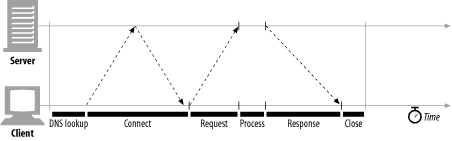 Server
Client
DNS lookup Connect Request Process Response Close Time